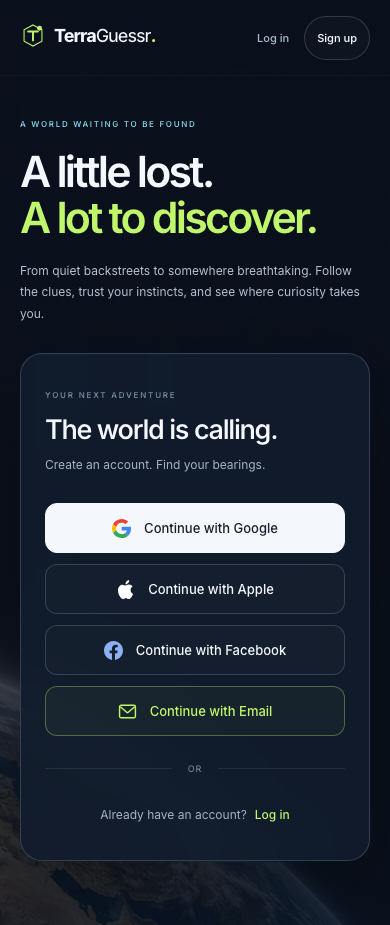 TerraGuessr.
Log in
Sign up
A WORLD WAITING TO BE FOUND
A little lost.
A lot to discover.
From quiet backstreets to somewhere breathtaking. Follow
the clues, trust your instincts, and see where curiosity takes
you.
YOUR NEXT ADVENTURE
The world is calling.
Create an account. Find your bearings.
Continue with Google
Continue with Apple
Continue with Facebook
Continue with Email
OR
Already have an account? Log in